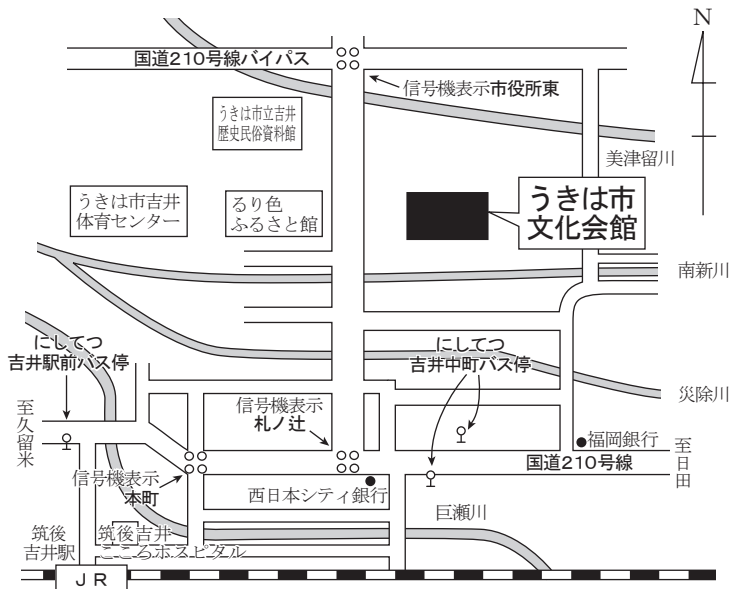 N
国道210号線バイパス
信号機表示市役所東
うきは市立吉井
歴史民俗資料館
美津留川
うきは市吉井
体育センター
るり色
ふるさと館
うきは市
文化会館
南新川
にしてつ
吉井駅前バス停
にしてつ
吉井中町バス停
災除川
至久留米
信号機表示
札ノ辻
福岡銀行
至日田
国道210号線
信号機表示
本町
西日本シティ銀行
巨瀬川
筑後
吉井駅
筑後吉井
こころホスピタル
JR